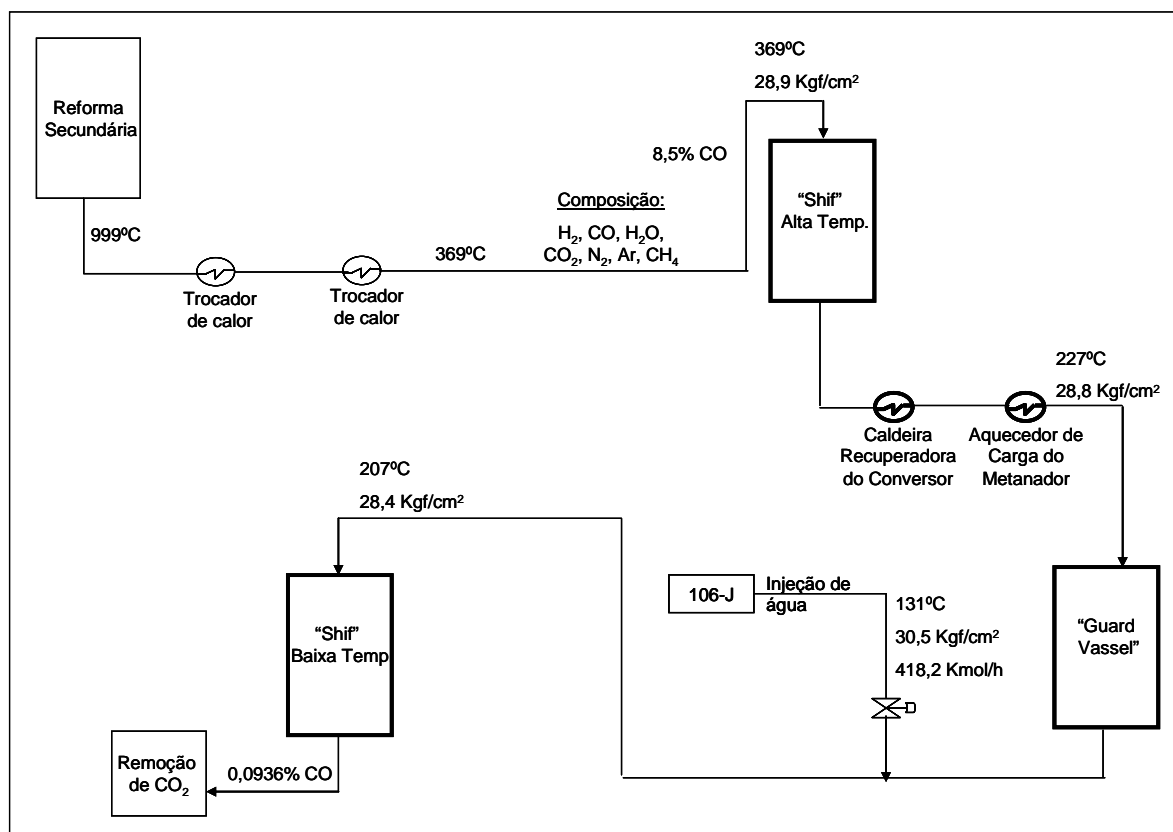 Reforma
Secundária
999ºC
Trocador
de calor
Trocador
de calor
369ºC
Composição:
H₂, CO, H₂O,
CO₂, N₂, Ar, CH₄
8,5% CO
369ºC
28,9 Kgf/cm²
“Shif”
Alta Temp.
Caldeira
Recuperadora
do Conversor
Aquecedor de
Carga do
Metanador
227ºC
28,8 Kgf/cm²
“Guard
Vassel”
106-J
Injeção de
água
131ºC
30,5 Kgf/cm²
418,2 Kmol/h
207ºC
28,4 Kgf/cm²
“Shif”
Baixa Temp
0,0936% CO
Remoção
de CO₂